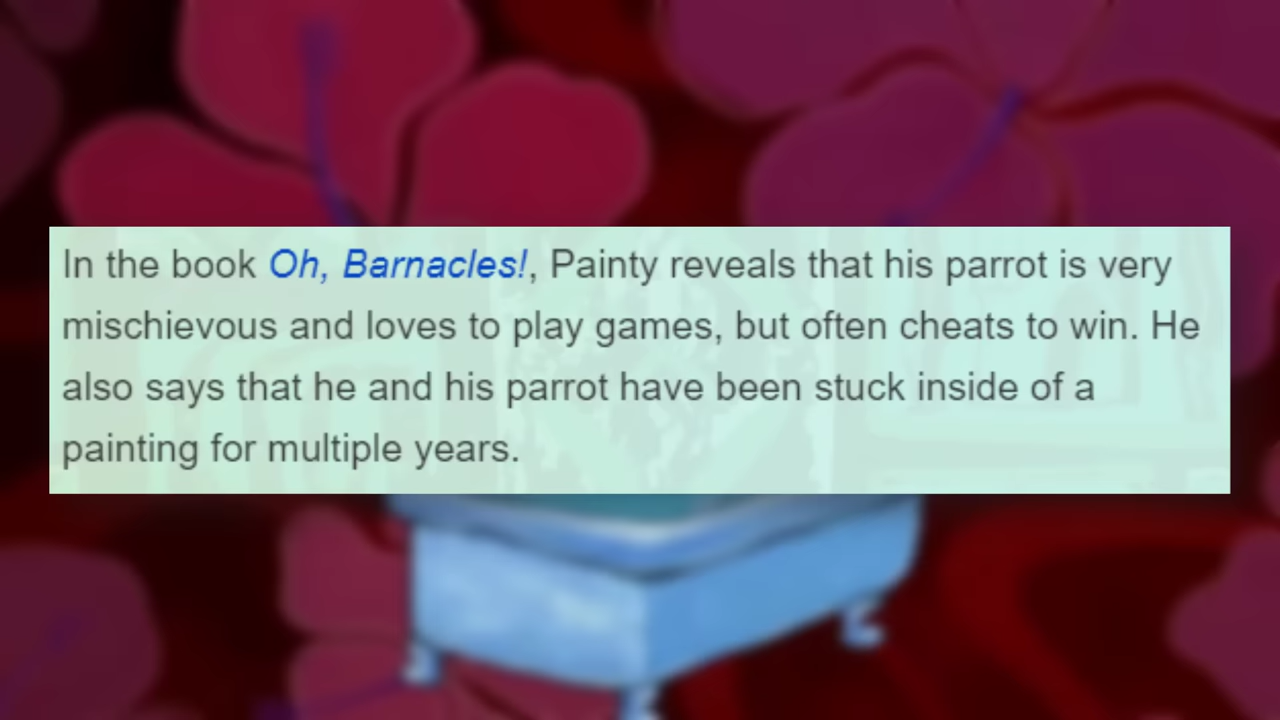 In the book Oh, Barnacles!, Painty reveals that his parrot is very
mischievous and loves to play games, but often cheats to win. He
also says that he and his parrot have been stuck inside of a
painting for multiple years.